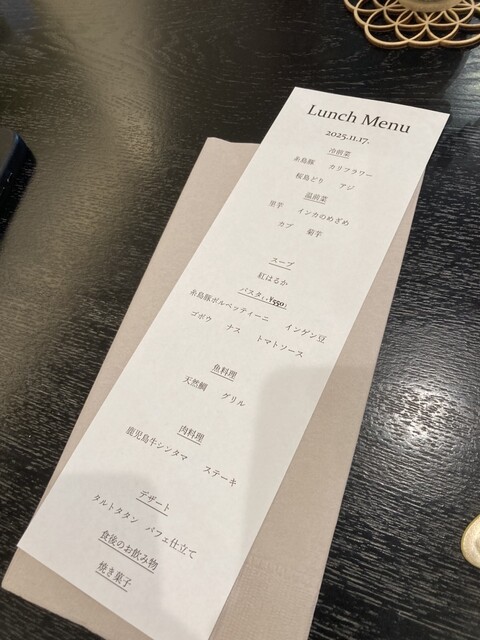 Lunch Menu
2025.11.17.
冷前菜
糸島豚 カリフラワー
桜島どり アジ
温前菜
里芋 インカのめざめ
カブ 菊芋
スープ
紅はるか
パスタ+¥550+
糸島豚ポルペッティーニ インゲン豆
ゴボウ ナス トマトソース
魚料理
天然鯛 グリル
肉料理
鹿児島牛シンタマ ステーキ
デザート
タルトタタン パフェ仕立て
食後のお飲み物
焼き菓子